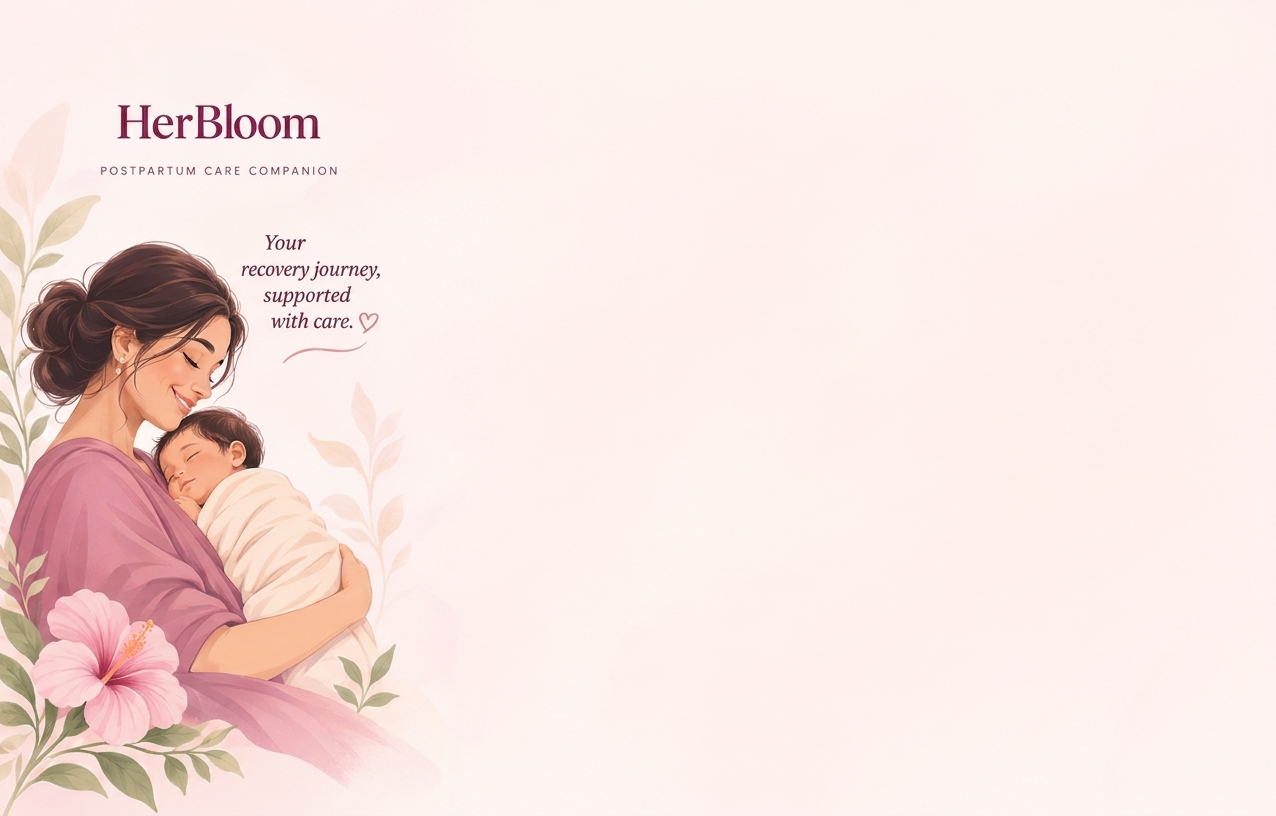 HerBloom
POSTPARTUM CARE COMPANION
Your
recovery journey,
supported
with care.